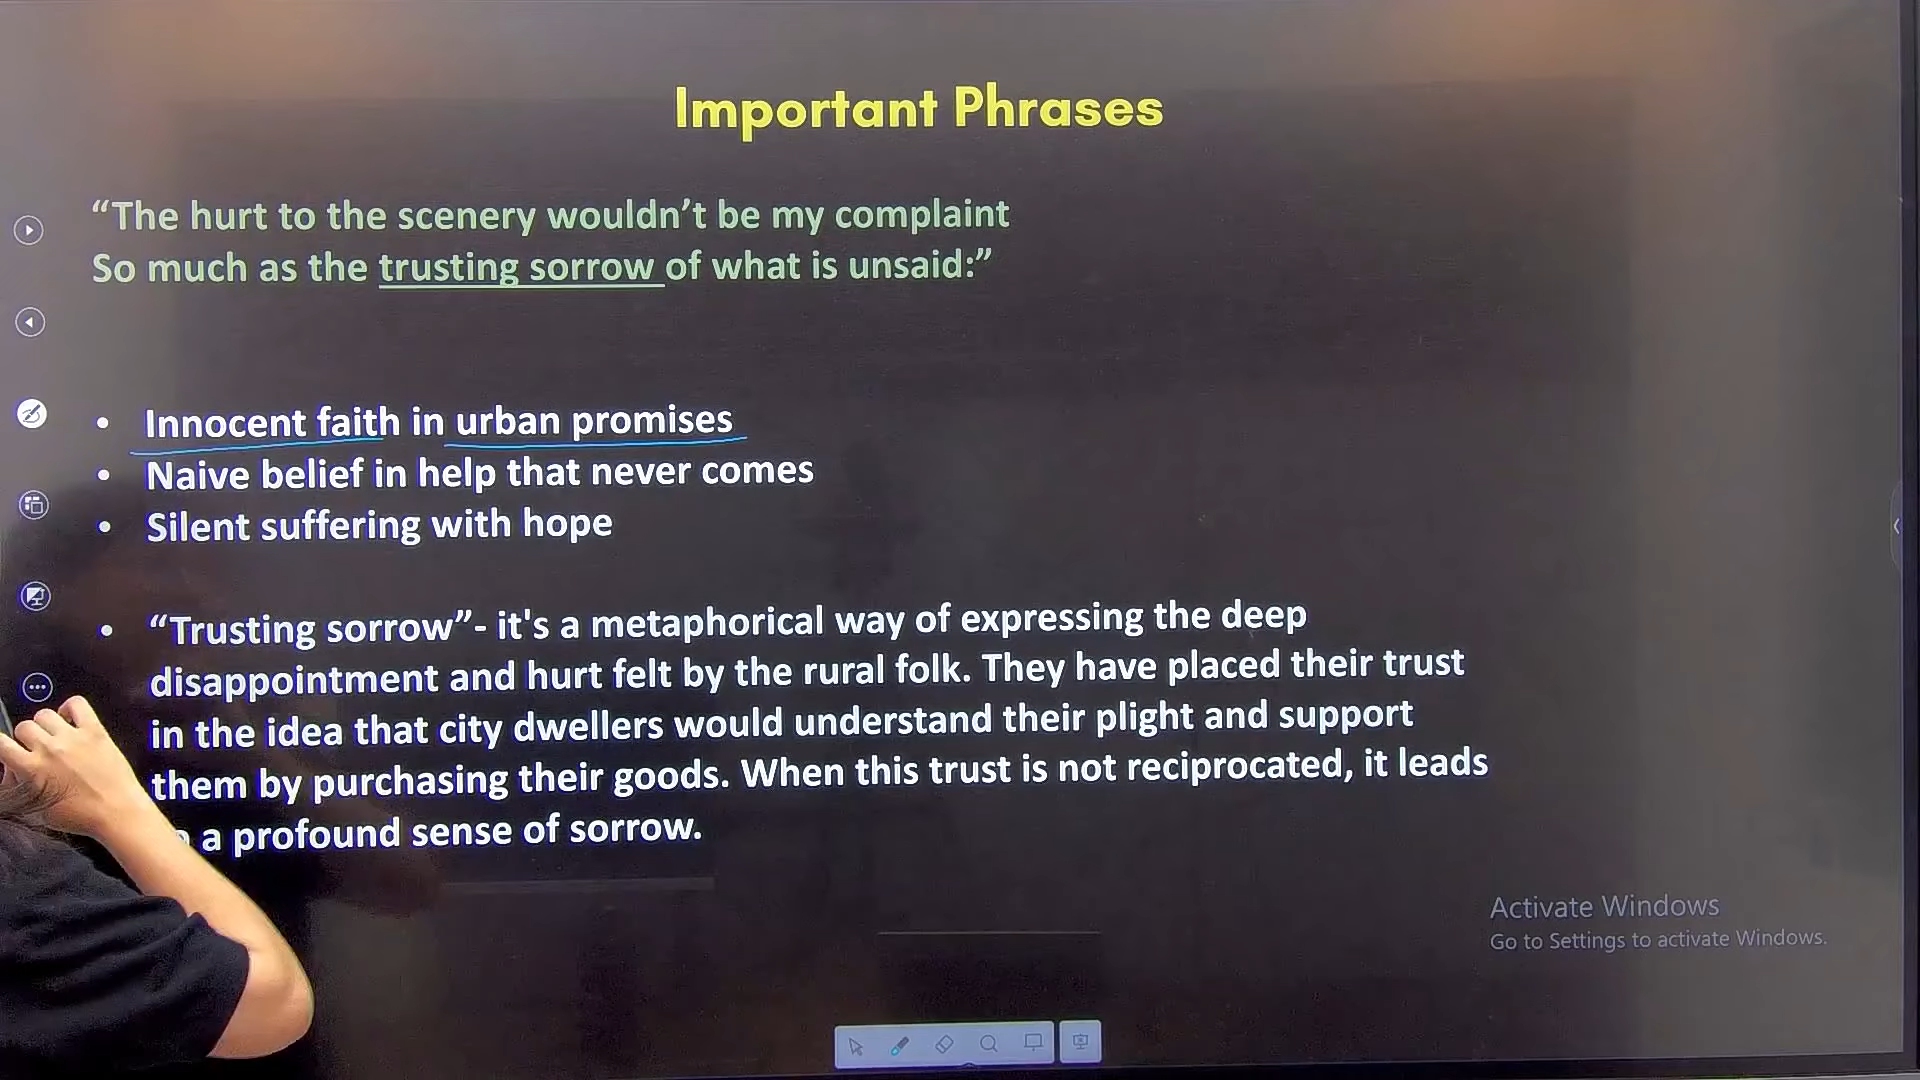 Important Phrases
“The hurt to the scenery wouldn’t be my complaint
So much as the trusting sorrow of what is unsaid:”
• Innocent faith in urban promises
• Naive belief in help that never comes
• Silent suffering with hope
• “Trusting sorrow”- it's a metaphorical way of expressing the deep
disappointment and hurt felt by the rural folk. They have placed their trust
in the idea that city dwellers would understand their plight and support
them by purchasing their goods. When this trust is not reciprocated, it leads
a profound sense of sorrow.
Activate Windows
Go to Settings to activate Windows.